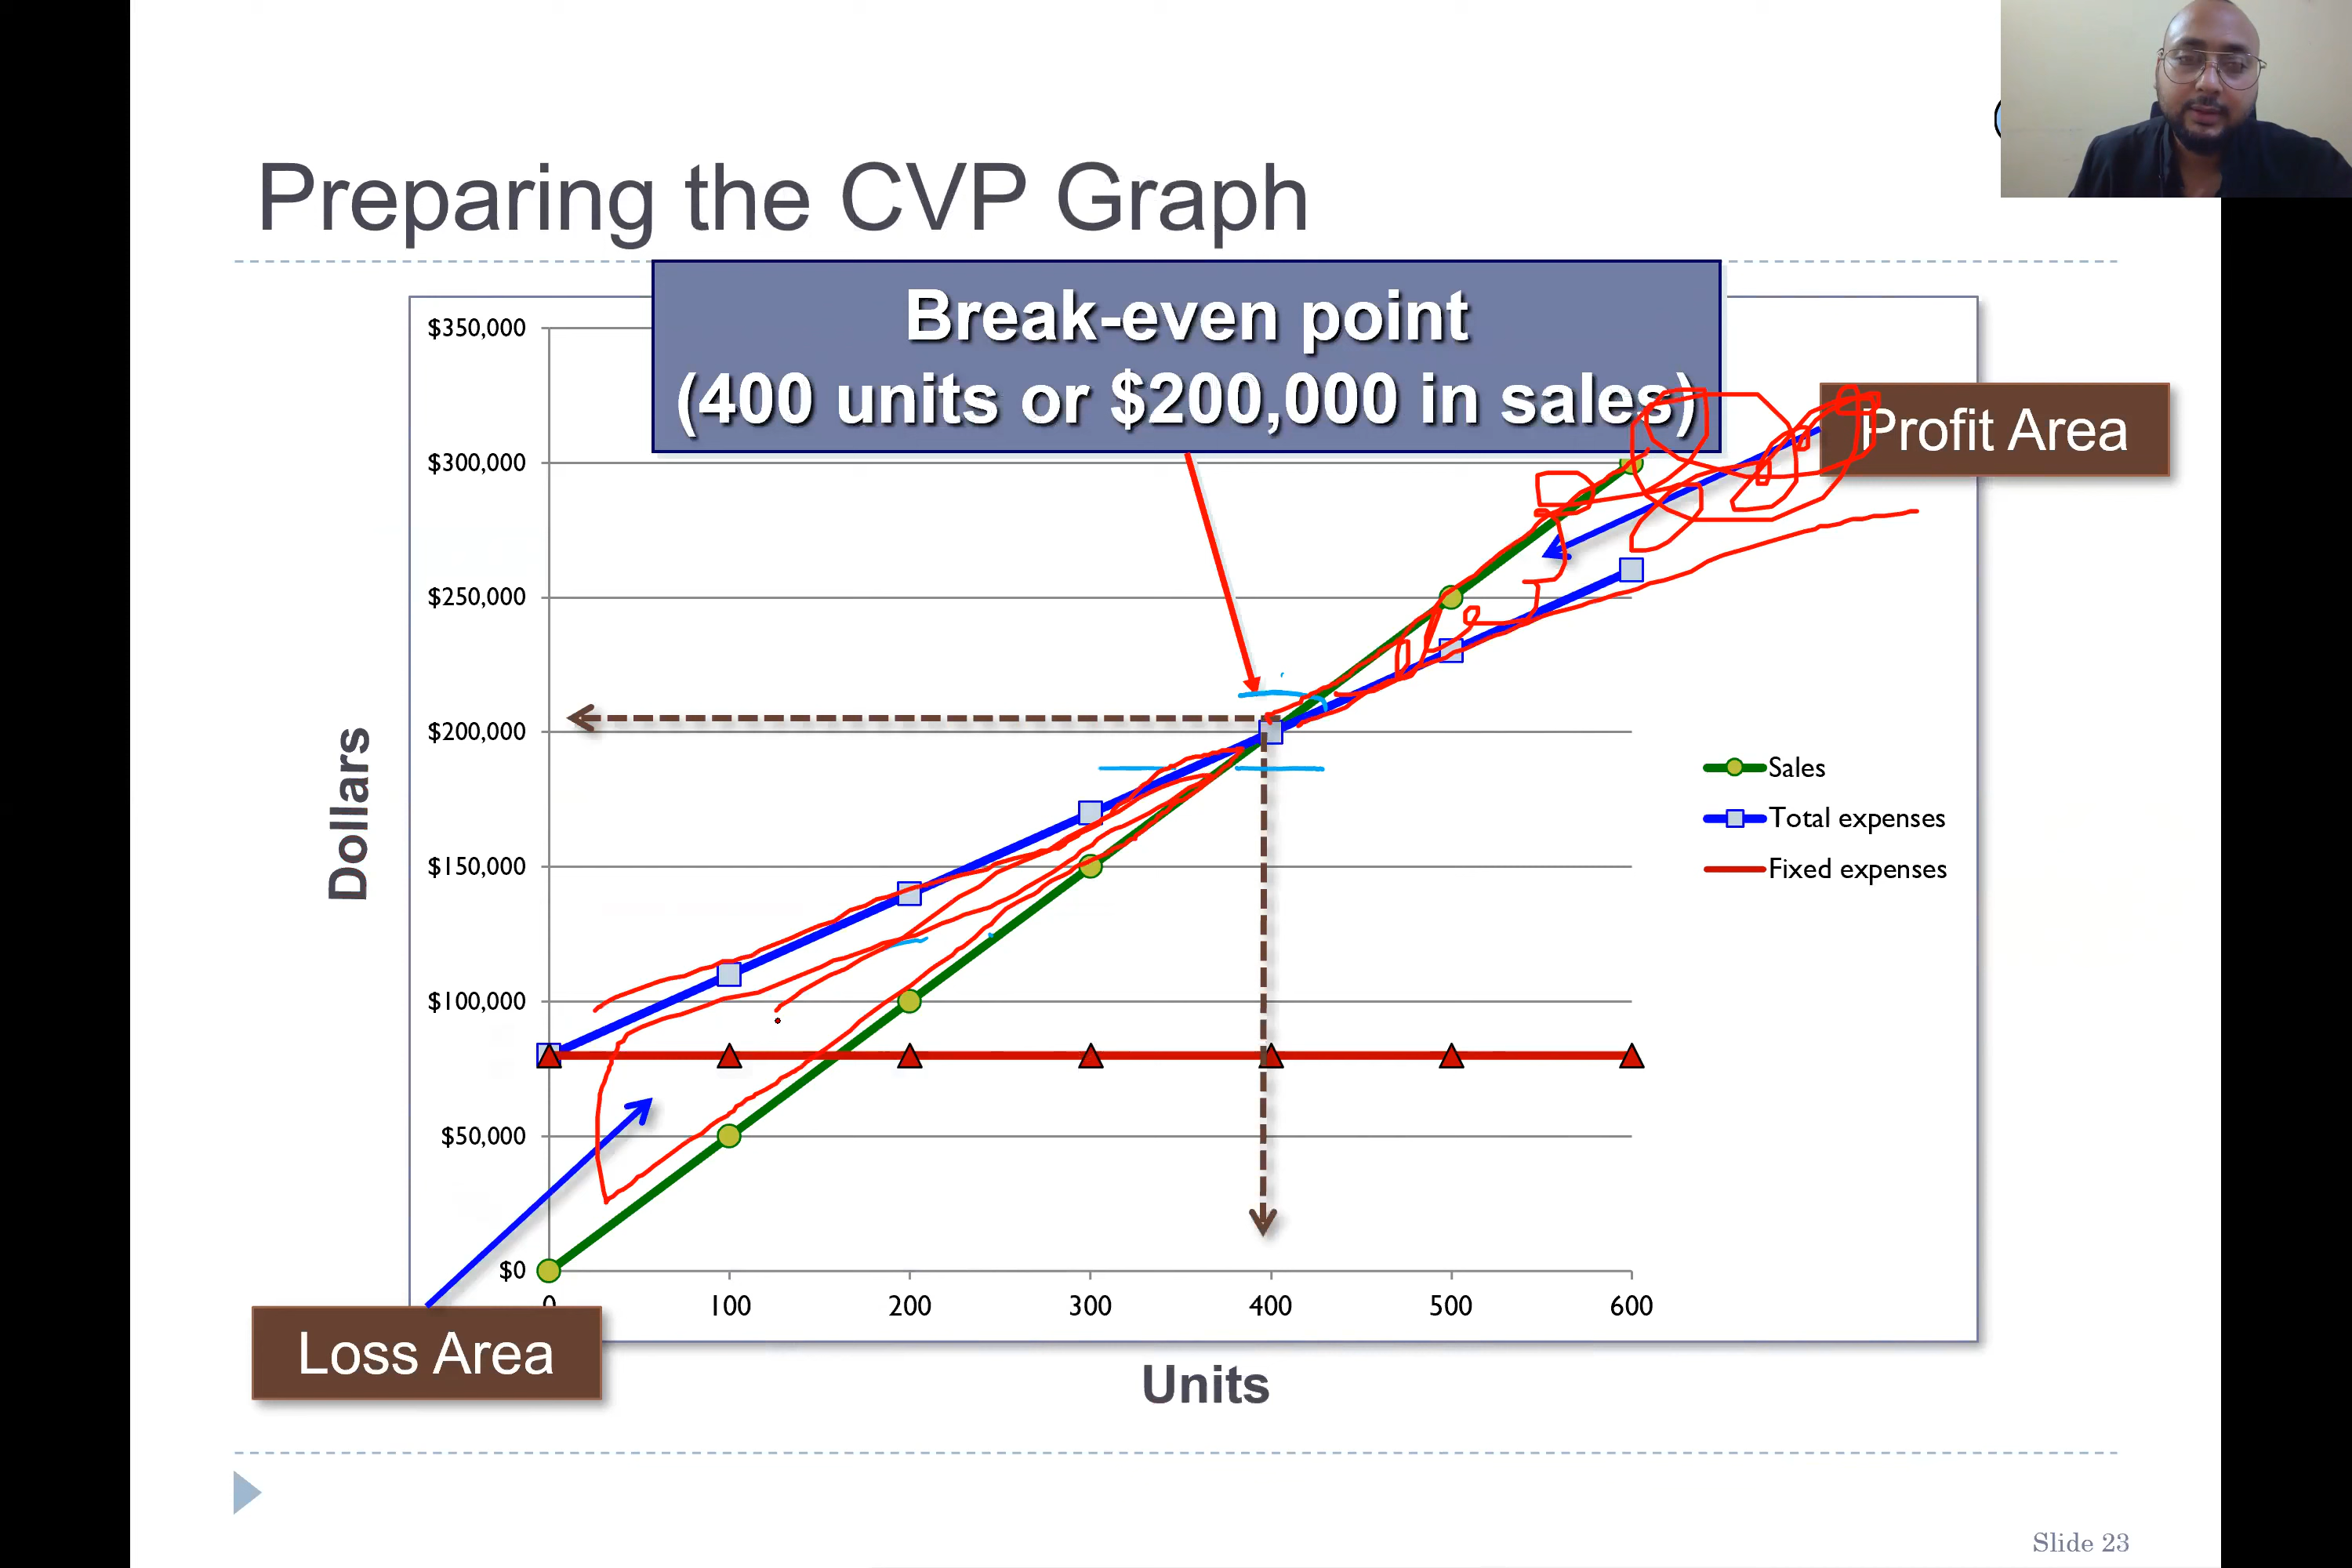 Preparing the CVP Graph
Break-even point
(400 units or $200,000 in sales)
Profit Area
$350,000
$300,000
$250,000
$200,000
$150,000
$100,000
$50,000
$0
Dollars
Sales
Total expenses
Fixed expenses
0 100 200 300 400 500 600
Loss Area
Units
Slide 23